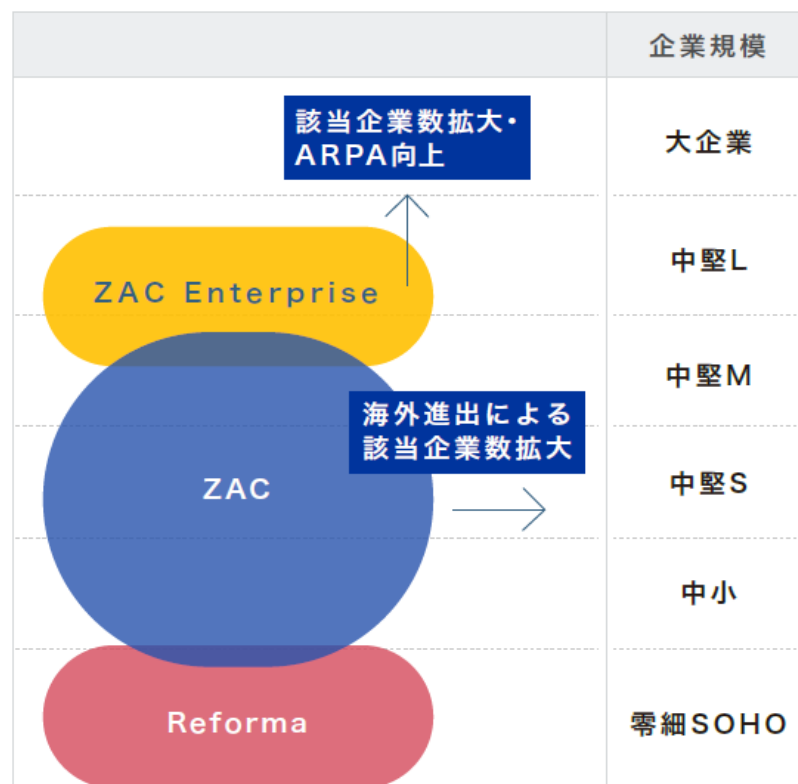 企業規模
該当企業数拡大・
ARPA向上
大企業
ZAC Enterprise
中堅L
中堅M
海外進出による
該当企業数拡大
ZAC
中堅S
中小
Reforma
零細SOHO